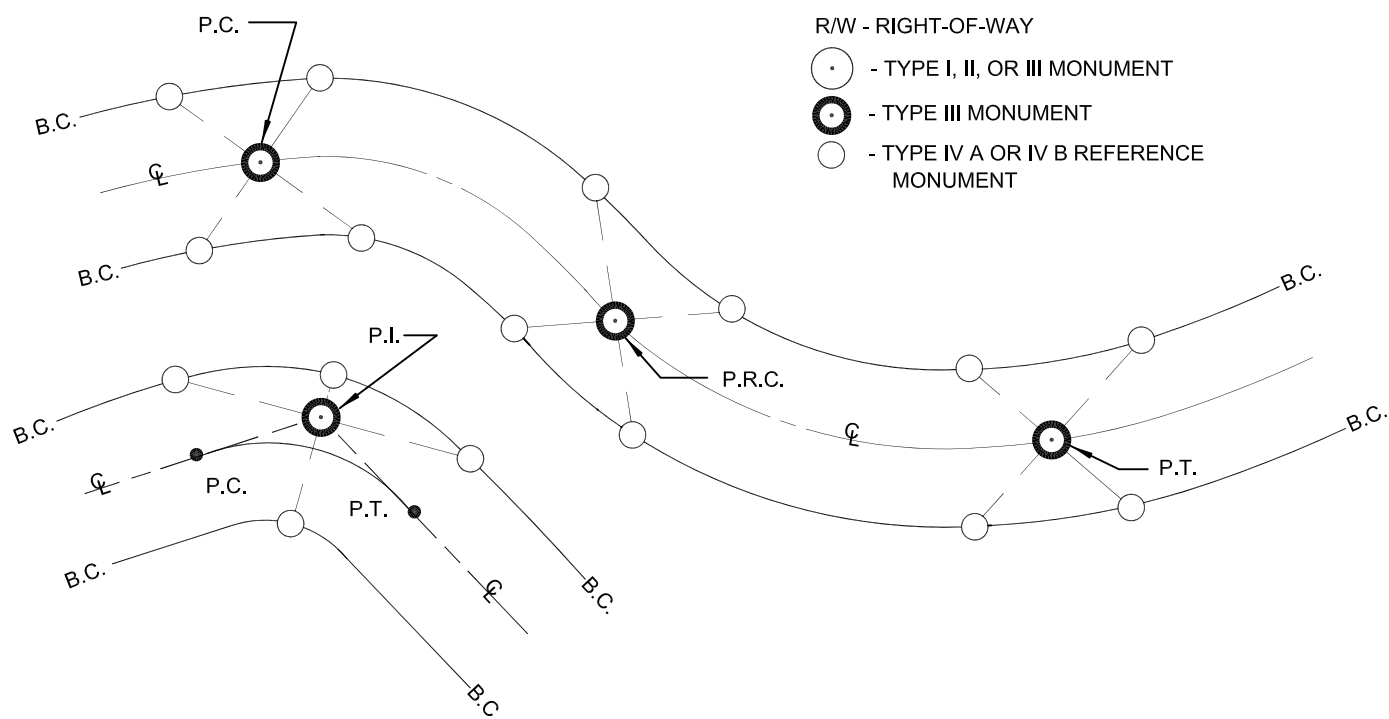 P.C.
R/W - RIGHT-OF-WAY
- TYPE I, II, OR III MONUMENT
- TYPE III MONUMENT
- TYPE IV A OR IV B REFERENCE
MONUMENT
B.C.
℄
B.C.
B.C.
P.I.
P.R.C.
B.C.
℄
B.C.
P.T.
℄
P.C.
P.T.
B.C.
℄
B.C.
B.C